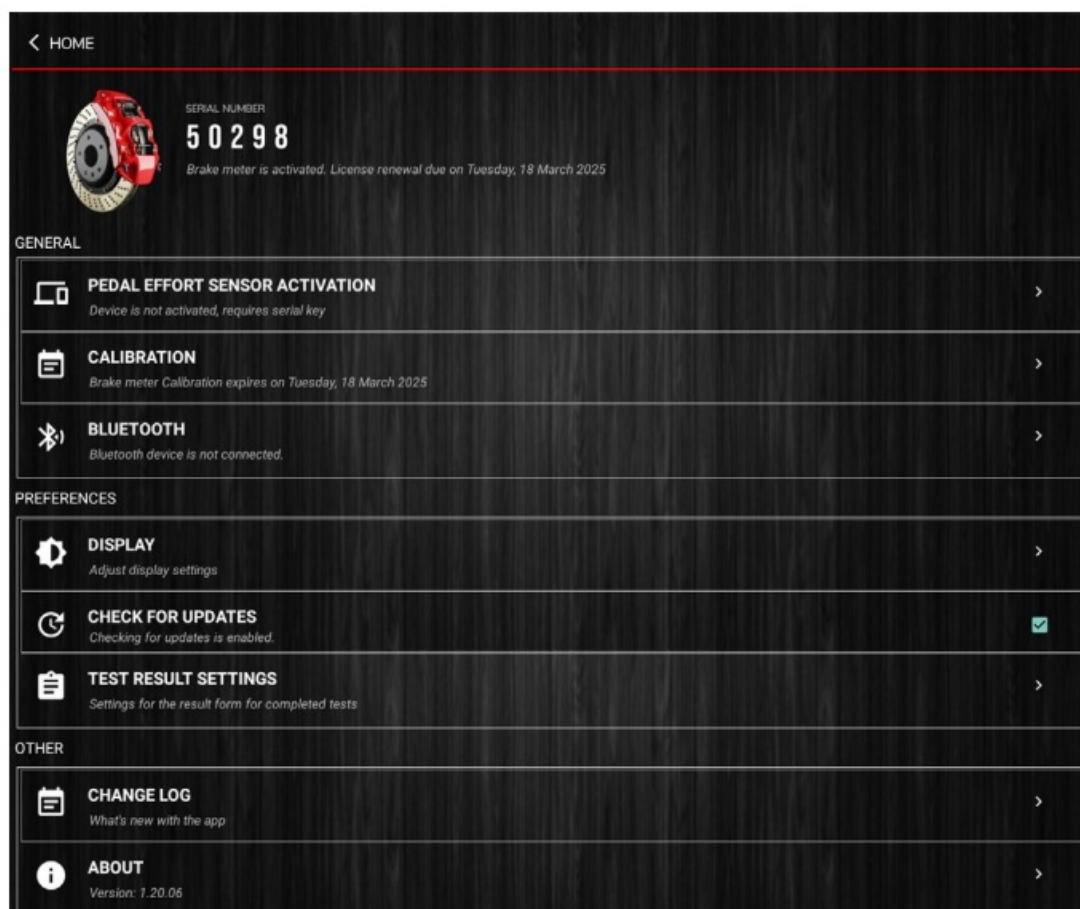 HOME
SERIAL NUMBER
50298
Brake meter is activated. License renewal due on Tuesday, 18 March 2025
GENERAL
PEDAL EFFORT SENSOR ACTIVATION
Device is not activated, requires serial key
CALIBRATION
Brake meter Calibration expires on Tuesday, 18 March 2025
BLUETOOTH
Bluetooth device is not connected.
PREFERENCES
DISPLAY
Adjust display settings
CHECK FOR UPDATES
Checking for updates is enabled.
TEST RESULT SETTINGS
Settings for the result form for completed tests
OTHER
CHANGE LOG
What's new with the app
ABOUT
Version: 1.20.06